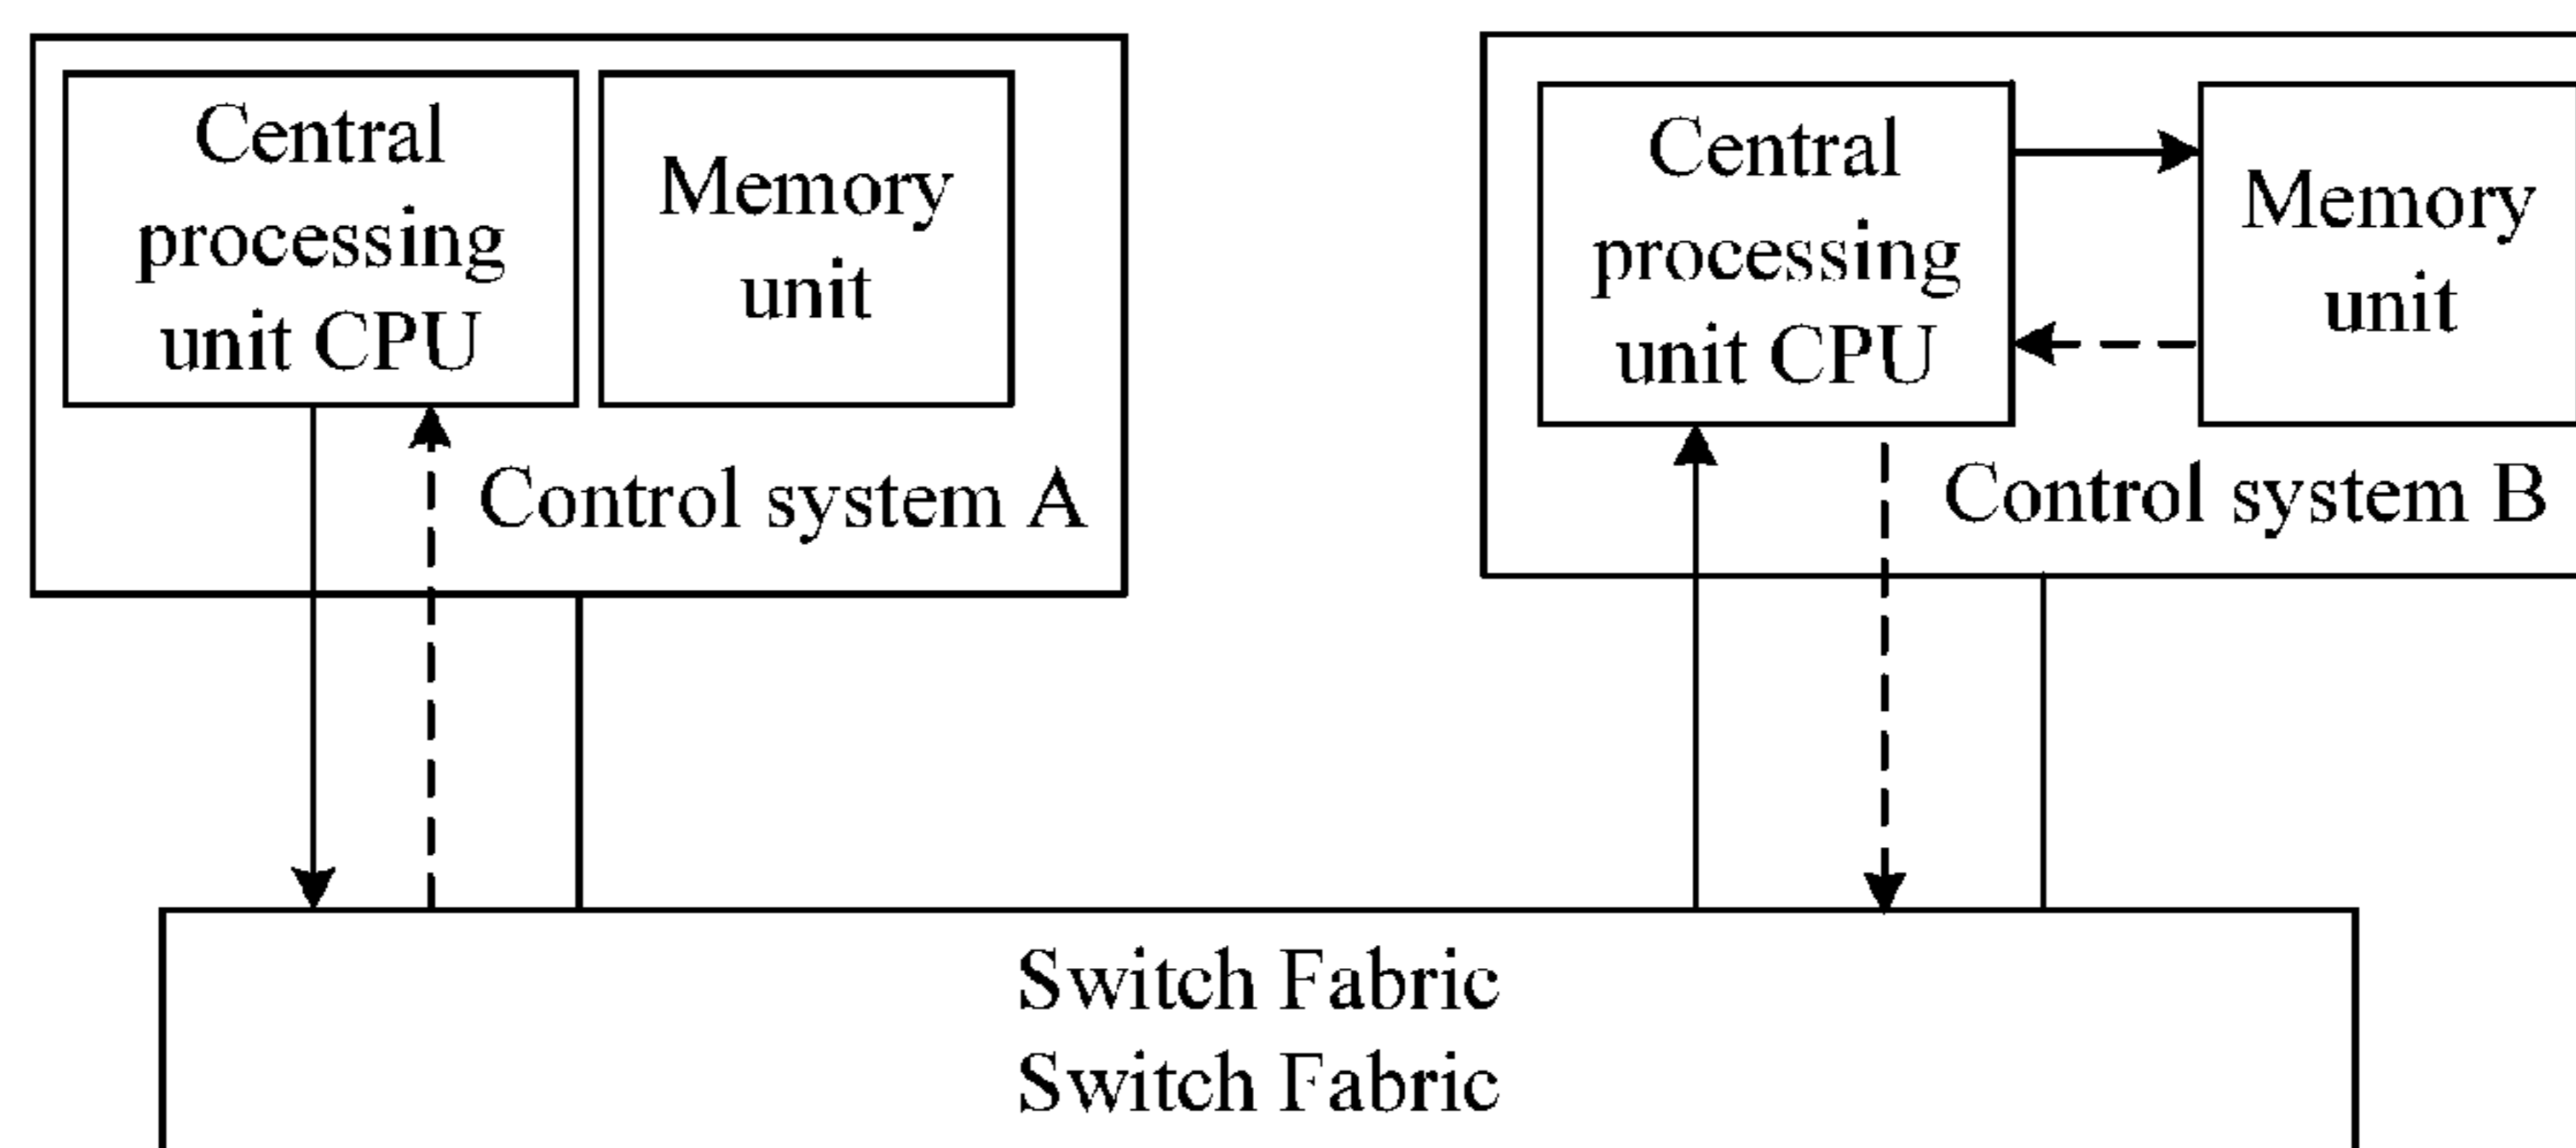 Central
processing
unit CPU
Memory
unit
Control system A
Central
processing
unit CPU
Memory
unit
Control system B
Switch Fabric
Switch Fabric